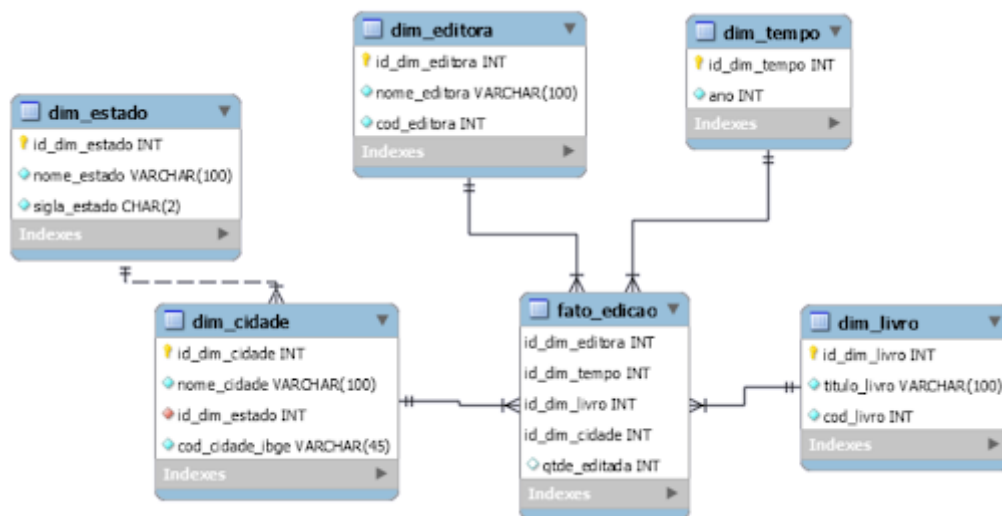 dim_editora
id_dim_editora INT
nome_editora VARCHAR(100)
cod_editora INT
Indexes
dim_tempo
id_dim_tempo INT
ano INT
Indexes
dim_estado
id_dim_estado INT
nome_estado VARCHAR(100)
sigla_estado CHAR(2)
Indexes
dim_cidade
id_dim_cidade INT
nome_cidade VARCHAR(100)
id_dim_estado INT
cod_cidade_ibge VARCHAR(45)
Indexes
fato_edicao
id_dim_editora INT
id_dim_tempo INT
id_dim_livro INT
id_dim_cidade INT
qtde_editada INT
Indexes
dim_livro
id_dim_livro INT
titulo_livro VARCHAR(100)
cod_livro INT
Indexes